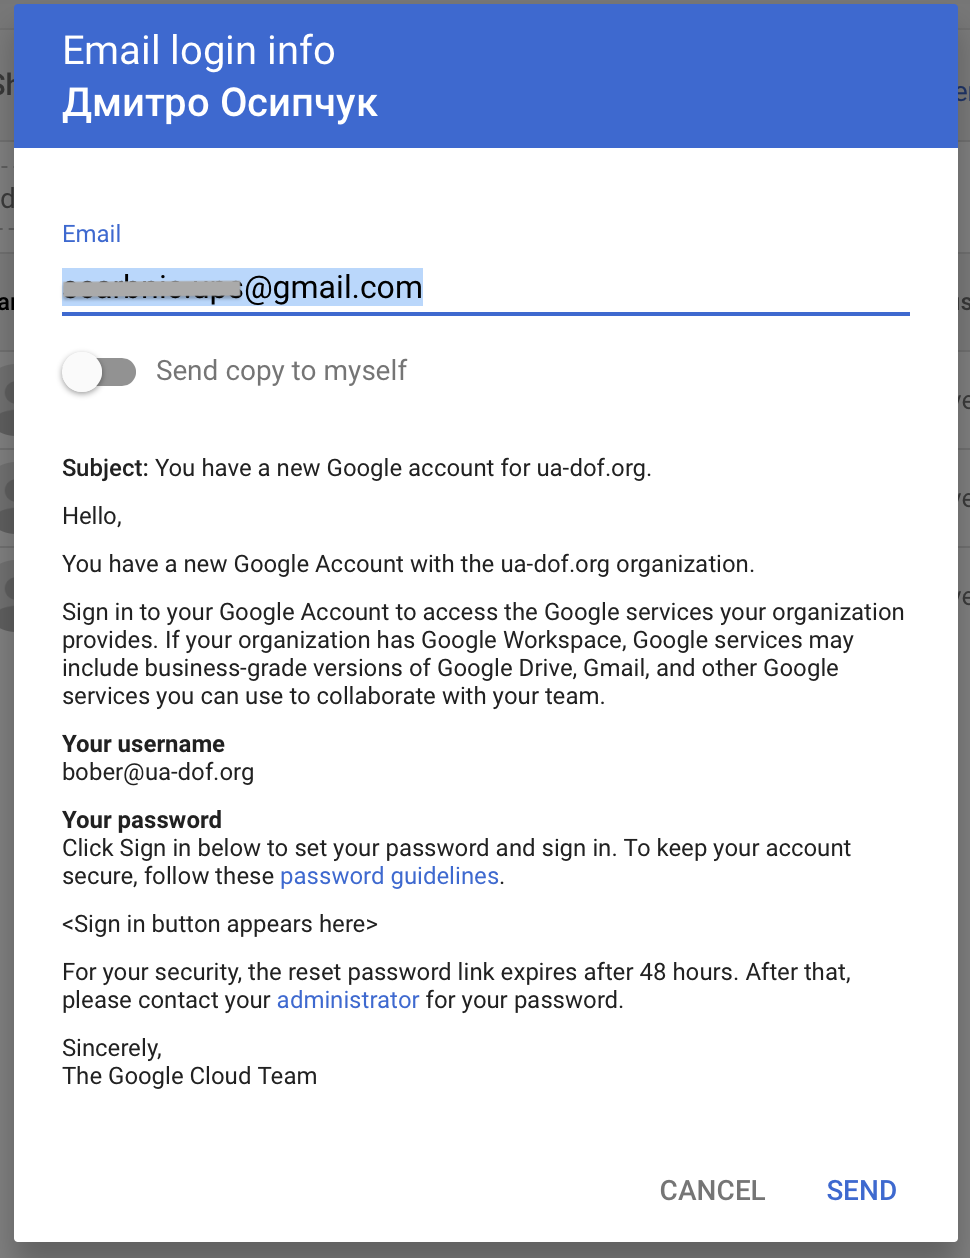 Email login info
Дмитро Осипчук
Email
@gmail.com
Send copy to myself
Subject: You have a new Google account for ua-dof.org.
Hello,
You have a new Google Account with the ua-dof.org organization.
Sign in to your Google Account to access the Google services your organization
provides. If your organization has Google Workspace, Google services may
include business-grade versions of Google Drive, Gmail, and other Google
services you can use to collaborate with your team.
Your username
bober@ua-dof.org
Your password
Click Sign in below to set your password and sign in. To keep your account
secure, follow these password guidelines.
<Sign in button appears here>
For your security, the reset password link expires after 48 hours. After that,
please contact your administrator for your password.
Sincerely,
The Google Cloud Team
CANCEL SEND